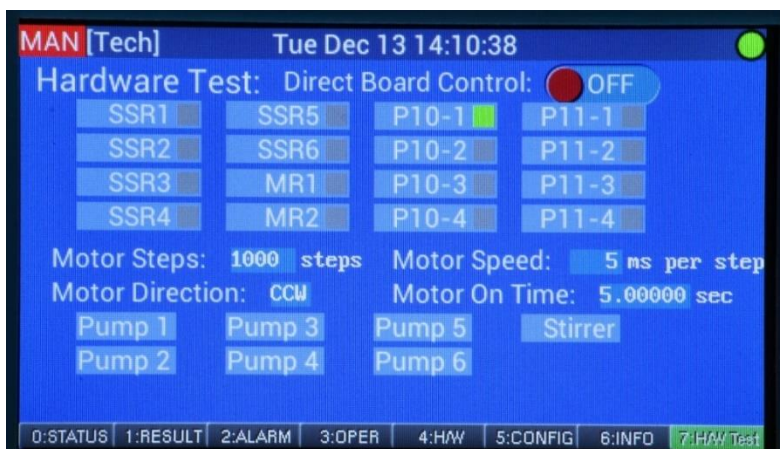 MAN [Tech] Tue Dec 13 14:10:38
Hardware Test: Direct Board Control: OFF
SSR1 SSR5 P10-1 P11-1
SSR2 SSR6 P10-2 P11-2
SSR3 MR1 P10-3 P11-3
SSR4 MR2 P10-4 P11-4
Motor Steps: 1000 steps Motor Speed: 5 ms per step
Motor Direction: CCW Motor On Time: 5.00000 sec
Pump 1 Pump 3 Pump 5 Stirrer
Pump 2 Pump 4 Pump 6
0:STATUS 1:RESULT 2:ALARM 3:OPER 4:H/W 5:CONFIG 6:INFO 7:H/W Test